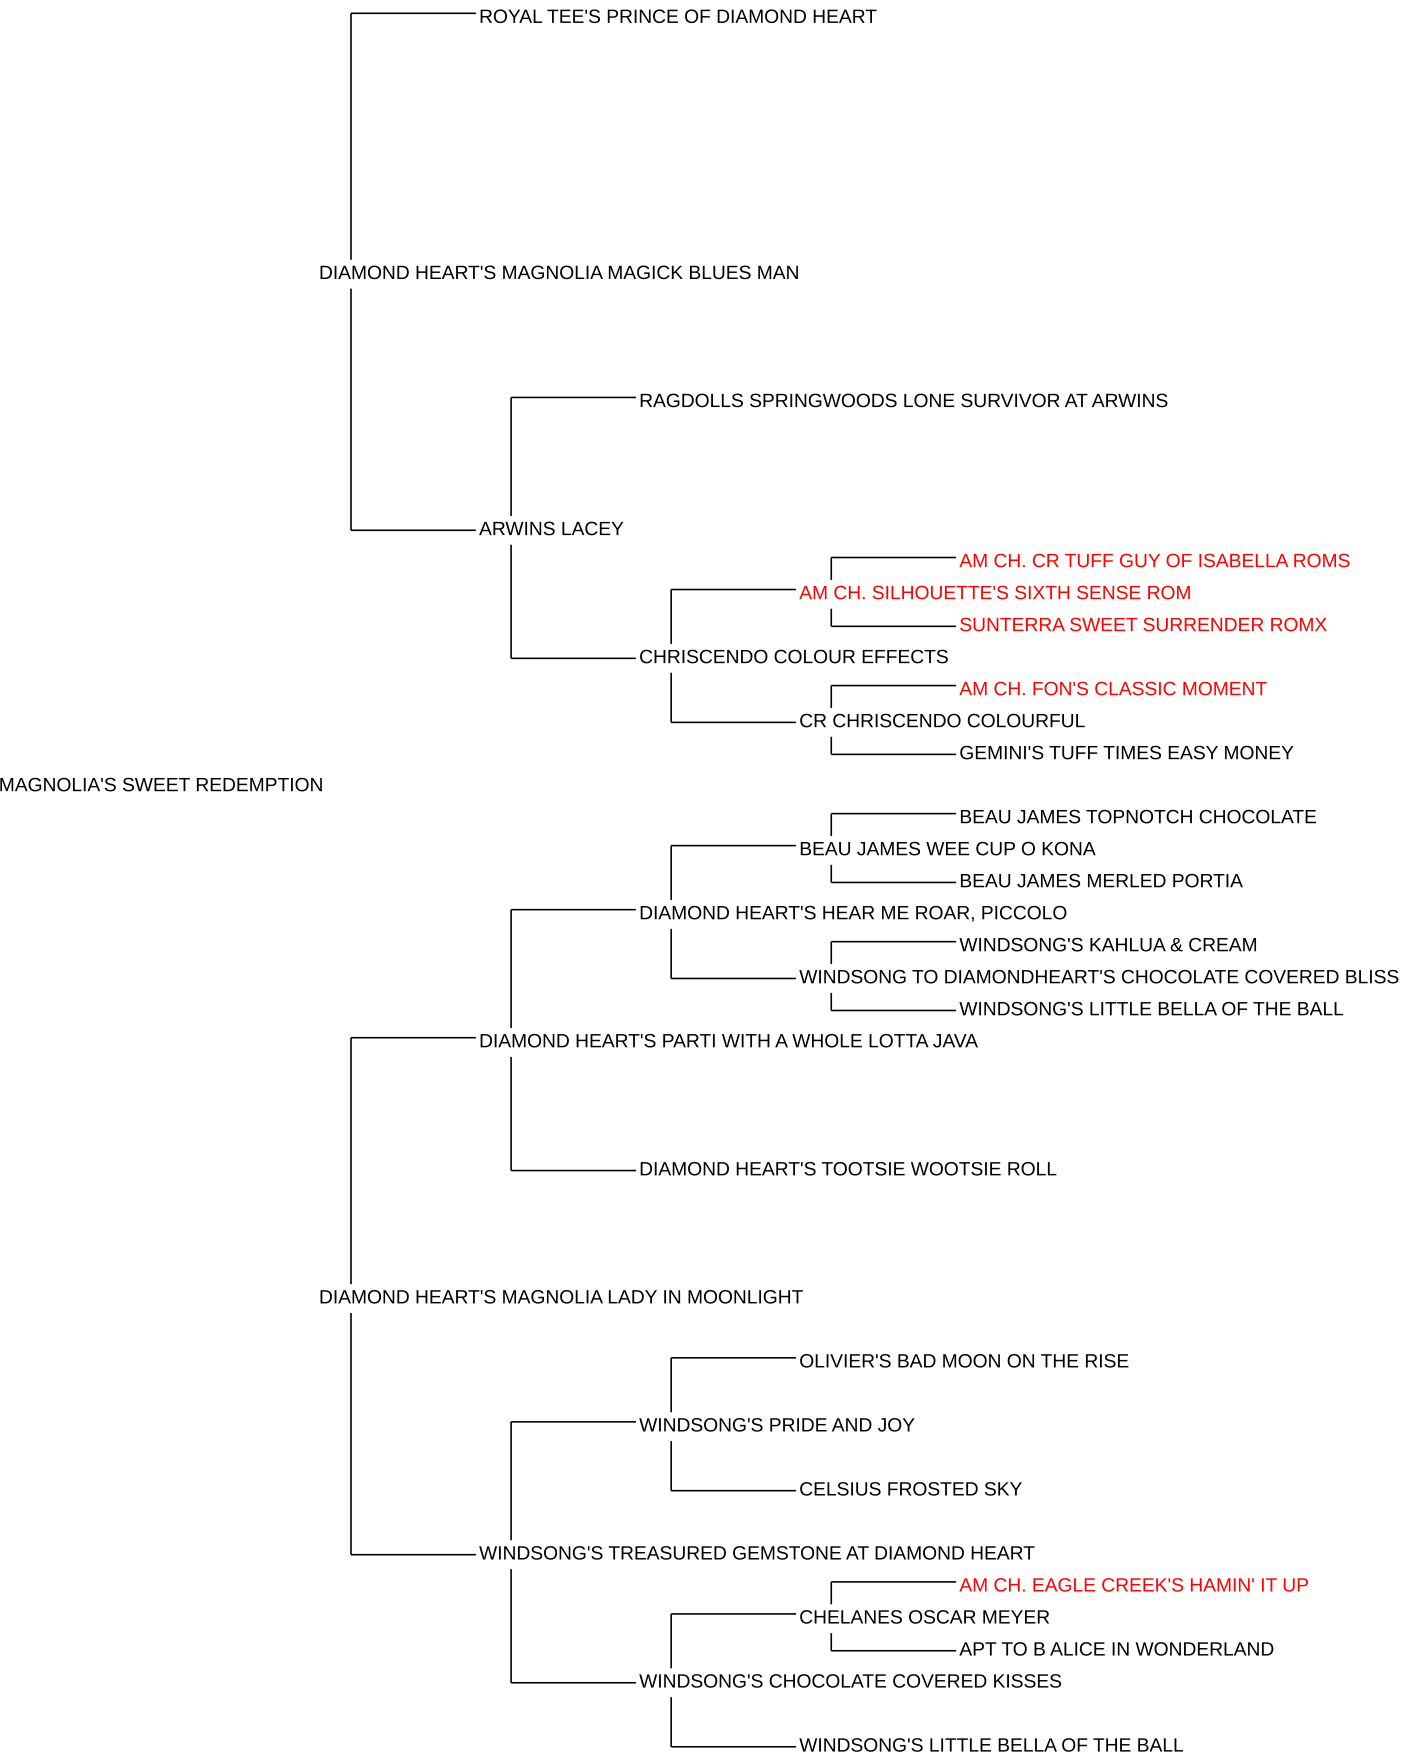 ROYAL TEE'S PRINCE OF DIAMOND HEART
DIAMOND HEART'S MAGNOLIA MAGICK BLUES MAN
RAGDOLLS SPRINGWOODS LONE SURVIVOR AT ARWINS
ARWINS LACEY
AM CH. CR TUFF GUY OF ISABELLA ROMS
AM CH. SILHOUETTE'S SIXTH SENSE ROM
SUNTERRA SWEET SURRENDER ROMX
CHRISCENDO COLOUR EFFECTS
AM CH. FON'S CLASSIC MOMENT
CR CHRISCENDO COLOURFUL
GEMINI'S TUFF TIMES EASY MONEY
MAGNOLIA'S SWEET REDEMPTION
BEAU JAMES TOPNOTCH CHOCOLATE
BEAU JAMES WEE CUP O KONA
BEAU JAMES MERLED PORTIA
DIAMOND HEART'S HEAR ME ROAR, PICCOLO
WINDSONG'S KAHLUA & CREAM
WINDSONG TO DIAMONDHEART'S CHOCOLATE COVERED BLISS
WINDSONG'S LITTLE BELLA OF THE BALL
DIAMOND HEART'S PARTI WITH A WHOLE LOTTA JAVA
DIAMOND HEART'S TOOTSIE WOOTSIE ROLL
DIAMOND HEART'S MAGNOLIA LADY IN MOONLIGHT
OLIVIER'S BAD MOON ON THE RISE
WINDSONG'S PRIDE AND JOY
CELSIUS FROSTED SKY
WINDSONG'S TREASURED GEMSTONE AT DIAMOND HEART
AM CH. EAGLE CREEK'S HAMIN' IT UP
CHELANES OSCAR MEYER
APT TO B ALICE IN WONDERLAND
WINDSONG'S CHOCOLATE COVERED KISSES
WINDSONG'S LITTLE BELLA OF THE BALL